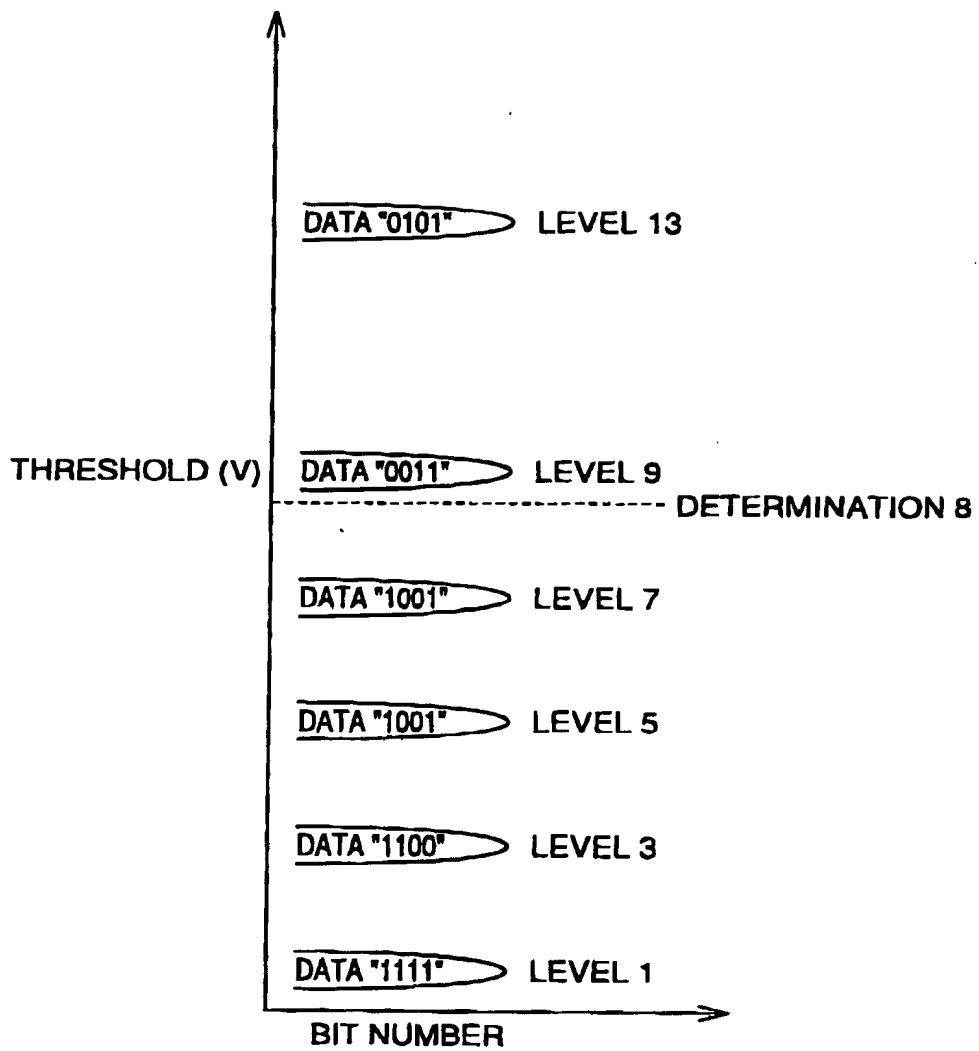 DATA "0101" LEVEL 13
THRESHOLD (V) DATA "0011" LEVEL 9
DETERMINATION 8
DATA "1001" LEVEL 7
DATA "1001" LEVEL 5
DATA "1100" LEVEL 3
DATA "1111" LEVEL 1
BIT NUMBER